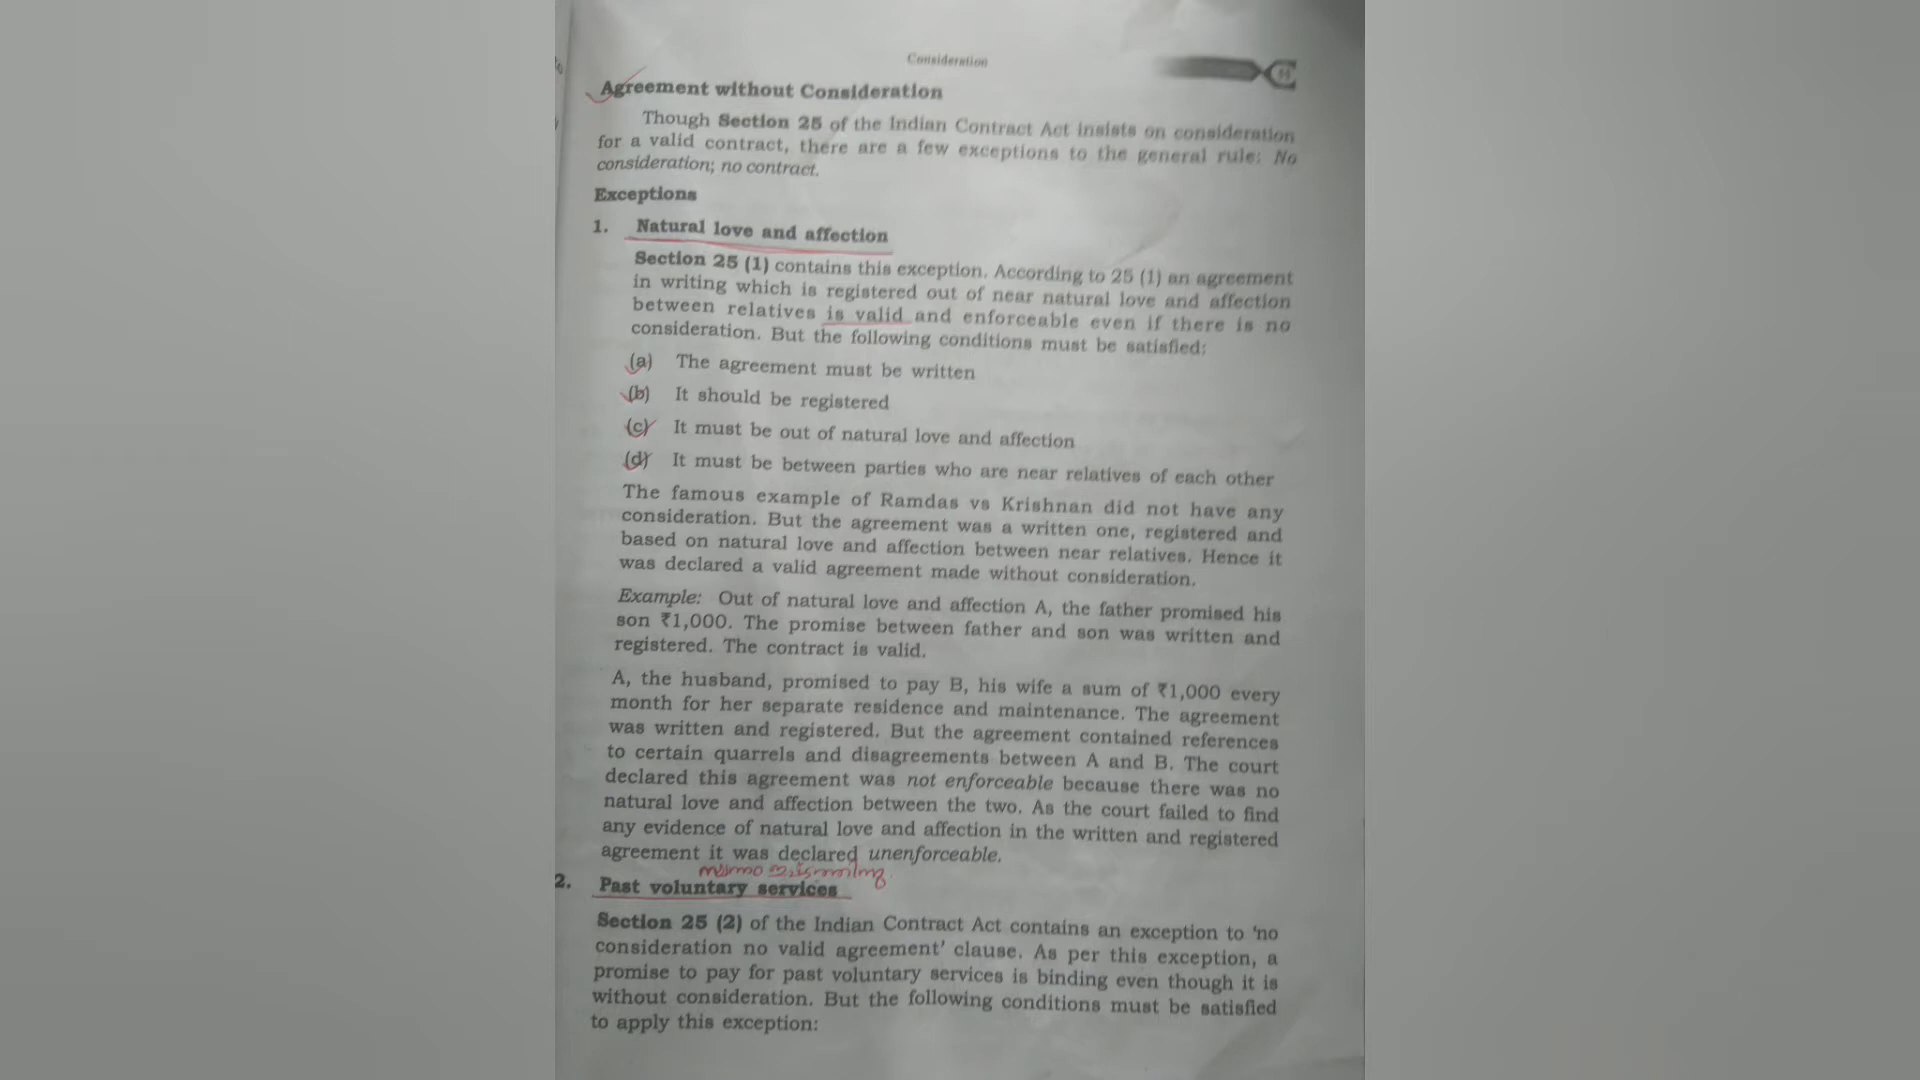 Consideration
Agreement without Consideration
Though Section 25 of the Indian Contract Act insists on consideration
for a valid contract, there are a few exceptions to the general rule: No
consideration; no contract.
Exceptions
1. Natural love and affection
Section 25 (1) contains this exception. According to 25 (1) an agreement
in writing which is registered out of near natural love and affection
between relatives is valid and enforceable even if there is no
consideration. But the following conditions must be satisfied:
(a) The agreement must be written
(b) It should be registered
(c) It must be out of natural love and affection
(d) It must be between parties who are near relatives of each other
The famous example of Ramdas vs Krishnan did not have any
consideration. But the agreement was a written one, registered and
based on natural love and affection between near relatives. Hence it
was declared a valid agreement made without consideration.
Example: Out of natural love and affection A, the father promised his
son ₹1,000. The promise between father and son was written and
registered. The contract is valid.
A, the husband, promised to pay B, his wife a sum of ₹1,000 every
month for her separate residence and maintenance. The agreement
was written and registered. But the agreement contained references
to certain quarrels and disagreements between A and B. The court
declared this agreement was not enforceable because there was no
natural love and affection between the two. As the court failed to find
any evidence of natural love and affection in the written and registered
agreement it was declared unenforceable.
2. Past voluntary services
Section 25 (2) of the Indian Contract Act contains an exception to 'no
consideration no valid agreement' clause. As per this exception, a
promise to pay for past voluntary services is binding even though it is
without consideration. But the following conditions must be satisfied
to apply this exception: